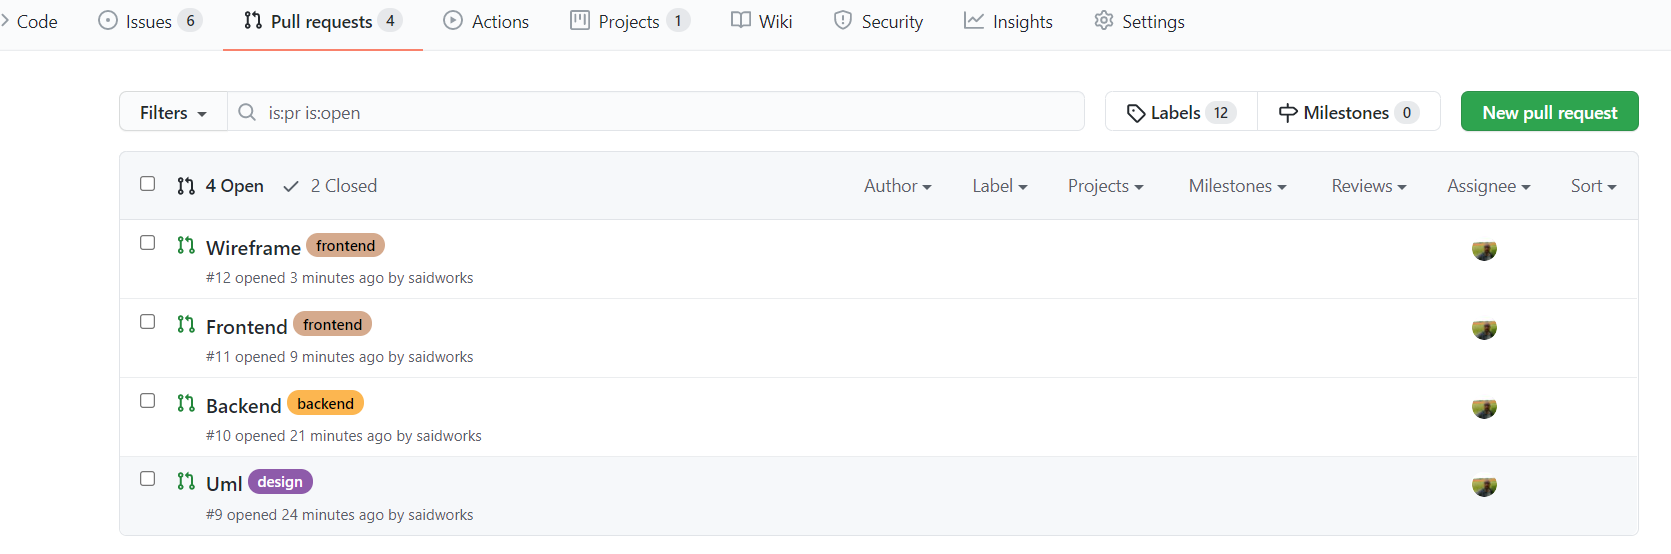 Code Issues 6 Pull requests 4 Actions Projects 1 Wiki Security Insights Settings
Filters is:pr is:open Labels 12 Milestones 0 New pull request
4 Open 2 Closed Author Label Projects Milestones Reviews Assignee Sort
Wireframe frontend
#12 opened 3 minutes ago by saidworks
Frontend frontend
#11 opened 9 minutes ago by saidworks
Backend backend
#10 opened 21 minutes ago by saidworks
Uml design
#9 opened 24 minutes ago by saidworks